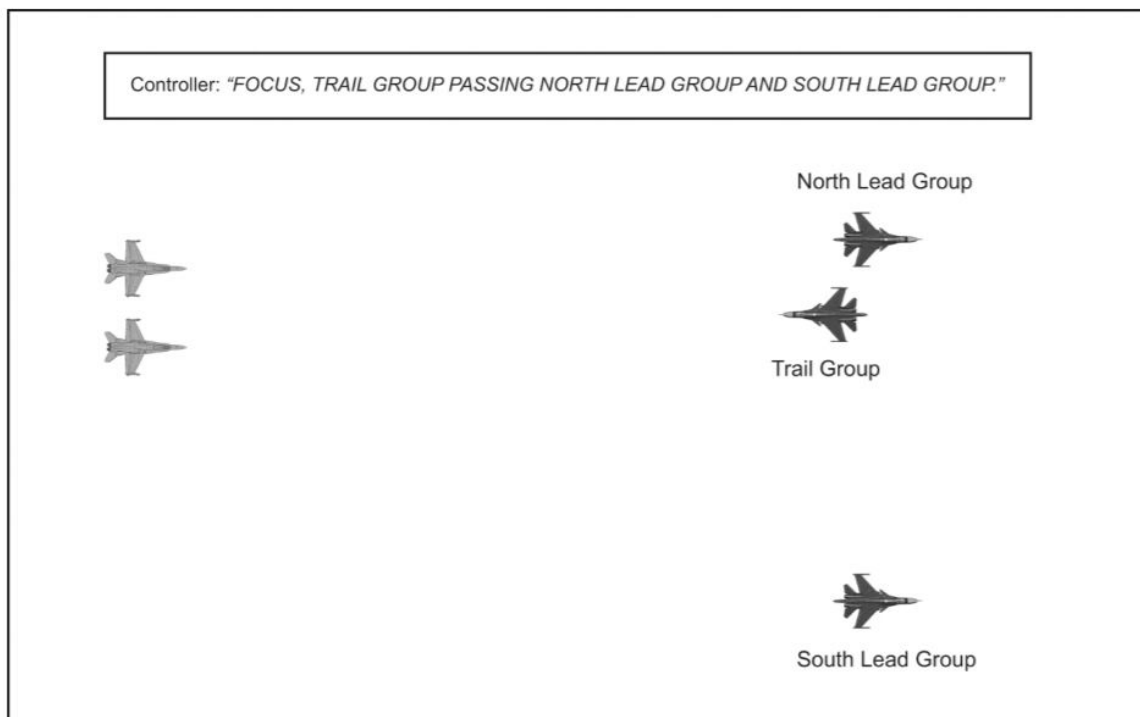 Controller: “FOCUS, TRAIL GROUP PASSING NORTH LEAD GROUP AND SOUTH LEAD GROUP.”
North Lead Group
Trail Group
South Lead Group